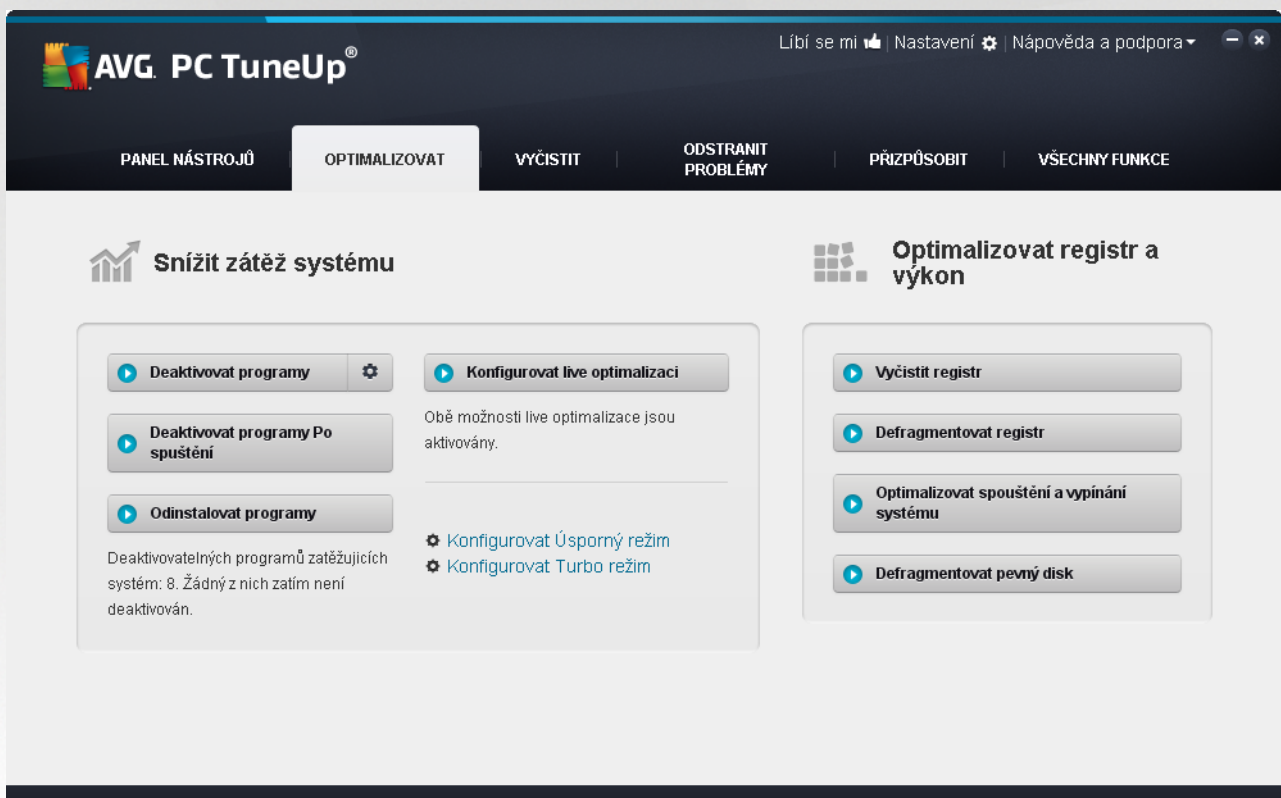 Líbí se mi | Nastavení | Nápověda a podpora
AVG. PC TuneUp®
PANEL NÁSTROJŮ
OPTIMALIZOVAT
VYČISTIT
ODSTRANIT
PROBLÉMY
PŘIZPŮSOBIT
VŠECHNY FUNKCE
Snížit zátěž systému
Deaktivovat programy
Deaktivovat programy Po
spuštění
Odinstalovat programy
Deaktivovatelných programů zatěžujicích
systém: 8. Žádný z nich zatím není
deaktivován.
Konfigurovat live optimalizaci
Obě možnosti live optimalizace jsou
aktivovány.
Konfigurovat Úsporný režim
Konfigurovat Turbo režim
Optimalizovat registr a
výkon
Vyčistit registr
Defragmentovat registr
Optimalizovat spouštění a vypínání
systému
Defragmentovat pevný disk